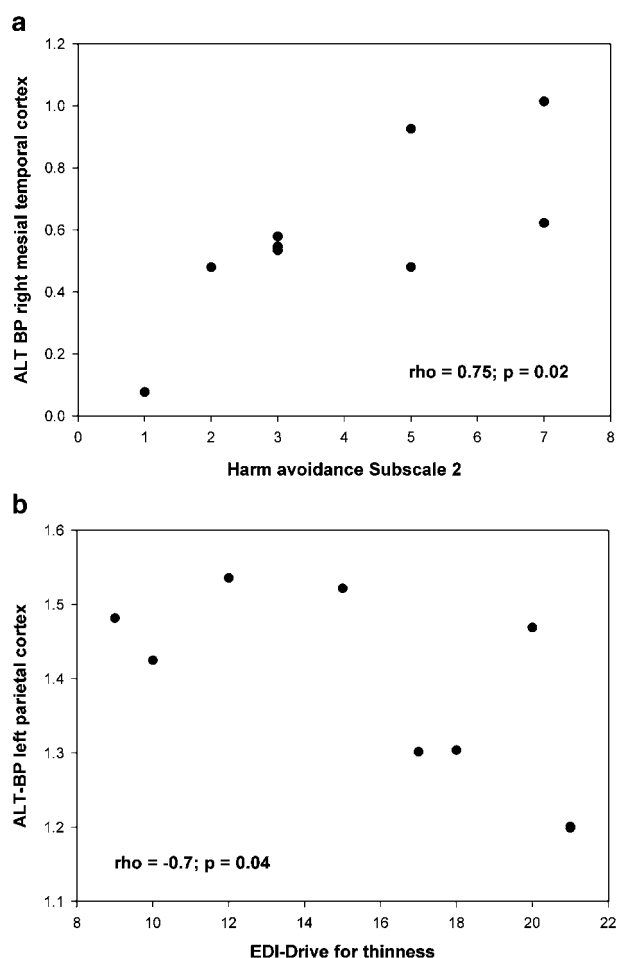 a
1.2
1.0
0.8
0.6
0.4
0.2
0.0
ALT BP right mesial temporal cortex
rho = 0.75; p = 0.02
0 1 2 3 4 5 6 7 8
Harm avoidance Subscale 2
b
1.6
1.5
1.4
1.3
1.2
1.1
ALT-BP left parietal cortex
rho = -0.7; p = 0.04
8 10 12 14 16 18 20 22
EDI-Drive for thinness